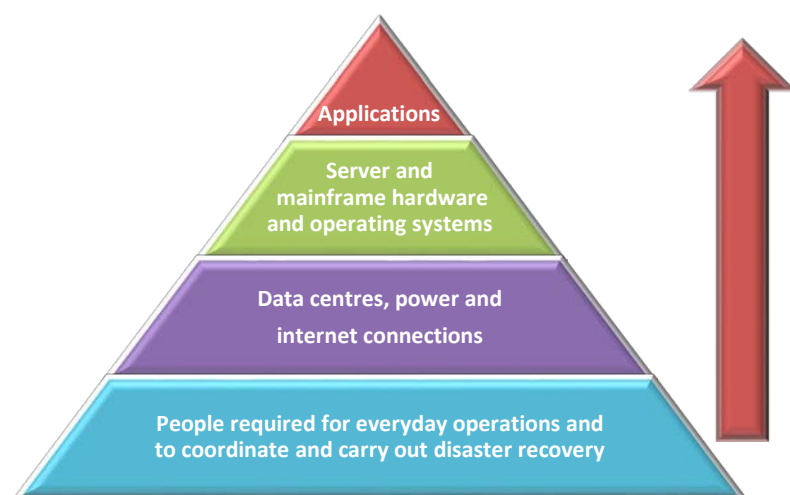 Applications
Server and
mainframe hardware
and operating systems
Data centres, power and
internet connections
People required for everyday operations and
to coordinate and carry out disaster recovery